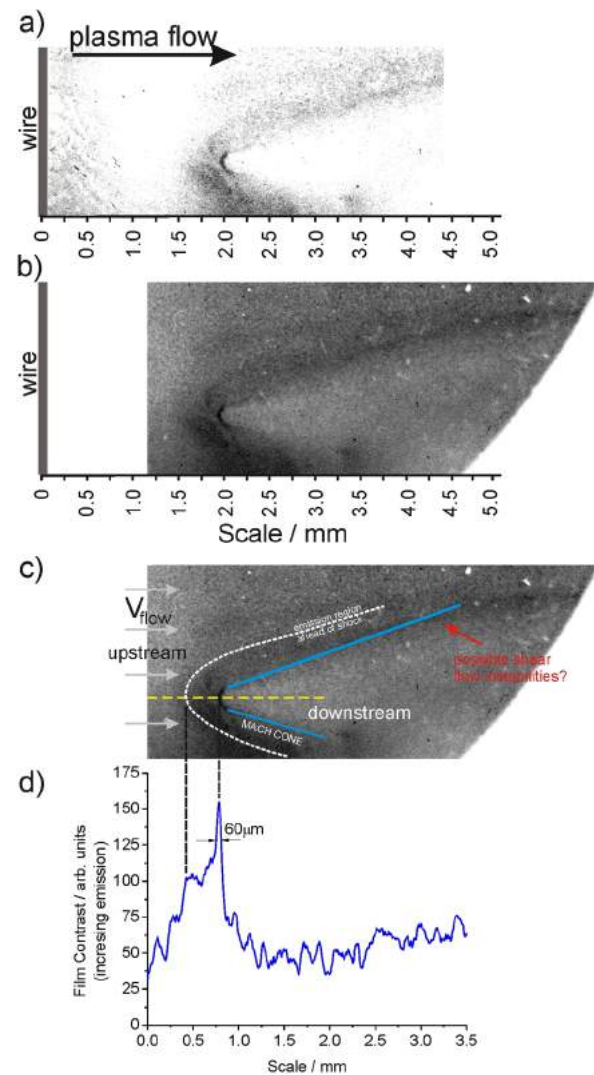 a)
plasma flow
wire
0 0.5 1.0 1.5 2.0 2.5 3.0 3.5 4.0 4.5 5.0
b)
wire
0 0.5 1.0 1.5 2.0 2.5 3.0 3.5 4.0 4.5 5.0
Scale / mm
c)
Vflow
upstream
emission region
ahead of shock
possible shear
flow instabilities?
downstream
MACH CONE
d)
175
150
125
100
75
50
25
0
60μm
Film Contrast / arb. units
(incresing emission)
0.0 0.5 1.0 1.5 2.0 2.5 3.0 3.5
Scale / mm